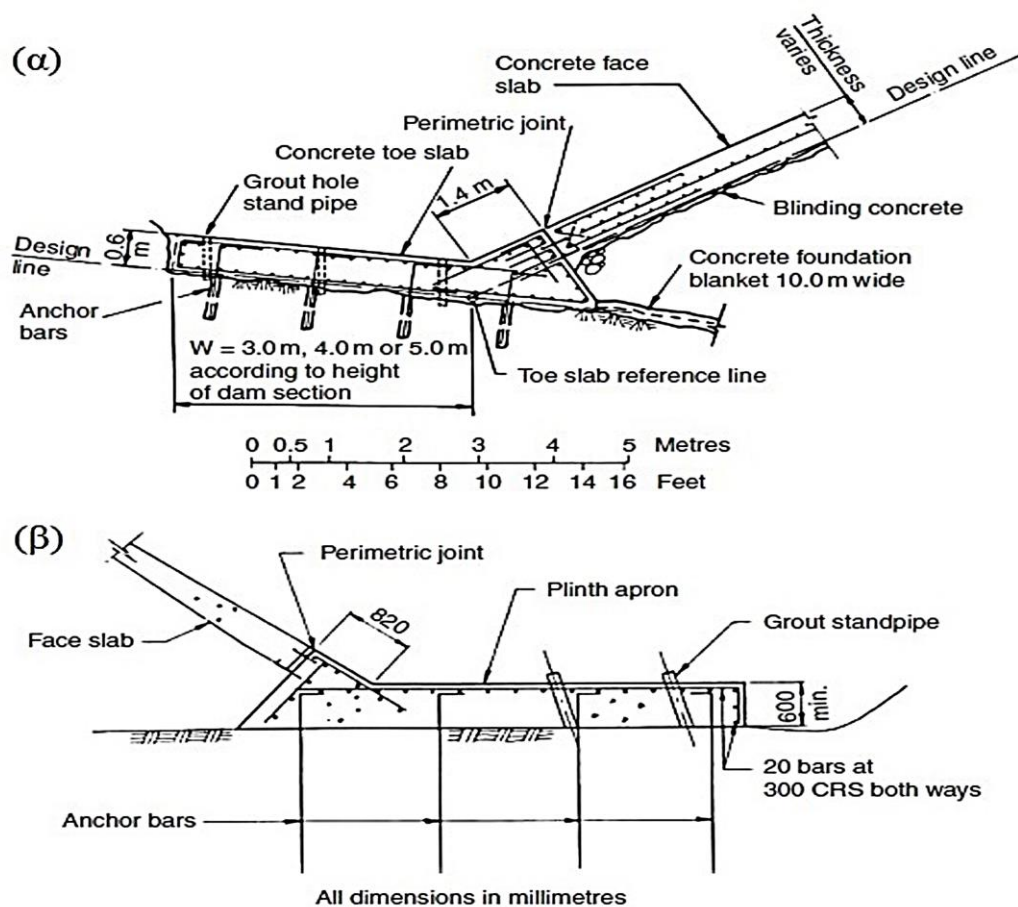 (α)
Thickness
varies
Design line
Concrete face
slab
Perimetric joint
Concrete toe slab
Grout hole
stand pipe
1.4 m
Blinding concrete
0.6
m
Design
line
Concrete foundation
blanket 10.0 m wide
Anchor
bars
W = 3.0 m, 4.0 m or 5.0 m
according to height
of dam section
Toe slab reference line
0 0.5 1 2 3 4 5 Metres
0 1 2 4 6 8 10 12 14 16 Feet
(β)
Perimetric joint
Plinth apron
820
Grout standpipe
Face slab
600
min.
20 bars at
300 CRS both ways
Anchor bars
All dimensions in millimetres